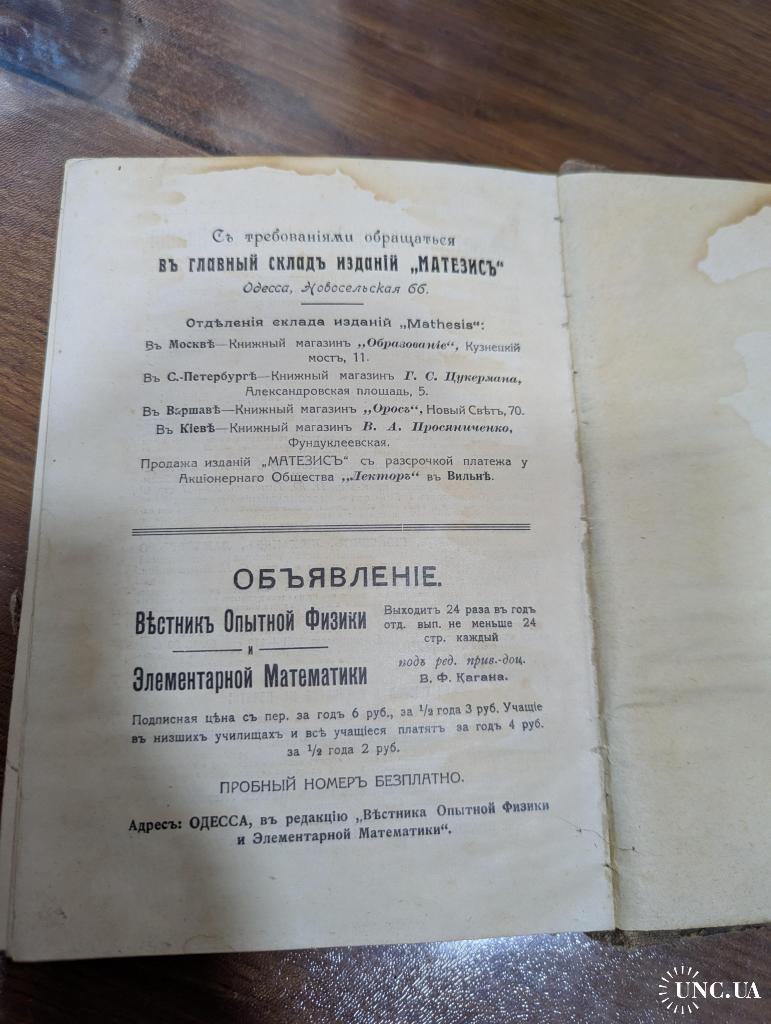 Съ требованіями обращаться
въ главный складъ изданій „МАТЕЗИСЪ“
Одесса, Новосельская 66.
Отдѣленія склада изданій „Mathesis“:
Въ Москвѣ—Книжный магазинъ „Образованіе“, Кузнецкій
мостъ, 11.
Въ С.-Петербургѣ—Книжный магазинъ Г. С. Цукермана,
Александровская площадь, 5.
Въ Варшавѣ—Книжный магазинъ „Оросъ“, Новый Свѣтъ, 70.
Въ Кіевѣ—Книжный магазинъ В. А. Просяниченко,
Фундуклеевская.
Продажа изданій „МАТЕЗИСЪ“ съ разсрочкой платежа у
Акціонернаго Общества „Лекторъ“ въ Вильнѣ.
ОБЪЯВЛЕНІЕ.
Вѣстникъ Опытной Физики
и
Элементарной Математики
Выходитъ 24 раза въ годъ
отд. вып. не меньше 24
стр. каждый
подъ ред. прив.-доц.
В. Ф. Кагана.
Подписная цѣна съ пер. за годъ 6 руб., за 1/2 года 3 руб. Учащіе
въ низшихъ училищахъ и всѣ учащіеся платятъ за годъ 4 руб.
за 1/2 года 2 руб.
ПРОБНЫЙ НОМЕРЪ БЕЗПЛАТНО.
Адресъ: ОДЕССА, въ редакцію „Вѣстника Опытной Физики
и Элементарной Математики“.
UNC.UA